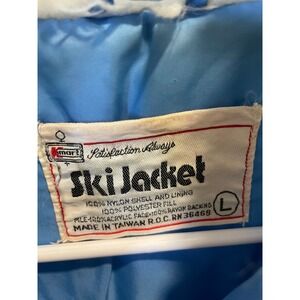 Kmart Satisfaction Always
Ski Jacket
100% NYLON SHELL AND LINING
100% POLYESTER FILL
PILE-100% ACRYLIC FACE-100% RAYON BACKING
MADE IN TAIWAN R.O.C. RN 36465 L